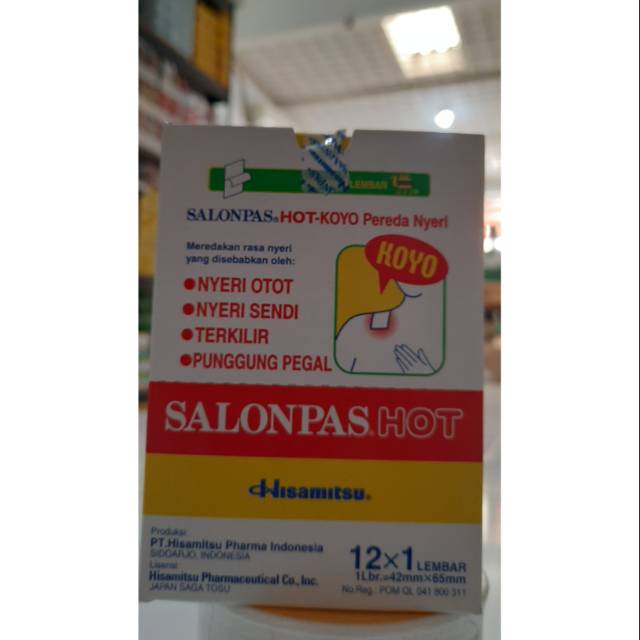 LEMBAR
SALONPAS® HOT-KOYO Pereda Nyeri
Meredakan rasa nyeri
yang disebabkan oleh:
KOYO
●NYERI OTOT
●NYERI SENDI
●TERKILIR
●PUNGGUNG PEGAL
SALONPAS® HOT
Hisamitsu®
Produksi:
PT.Hisamitsu Pharma Indonesia
SIDOARJO, INDONESIA
Lisensi:
Hisamitsu Pharmaceutical Co., Inc.
JAPAN SAGA TOSU
12×1 LEMBAR
1Lbr.=42mm×65mm
No.Reg.: POM QL 041 800 311